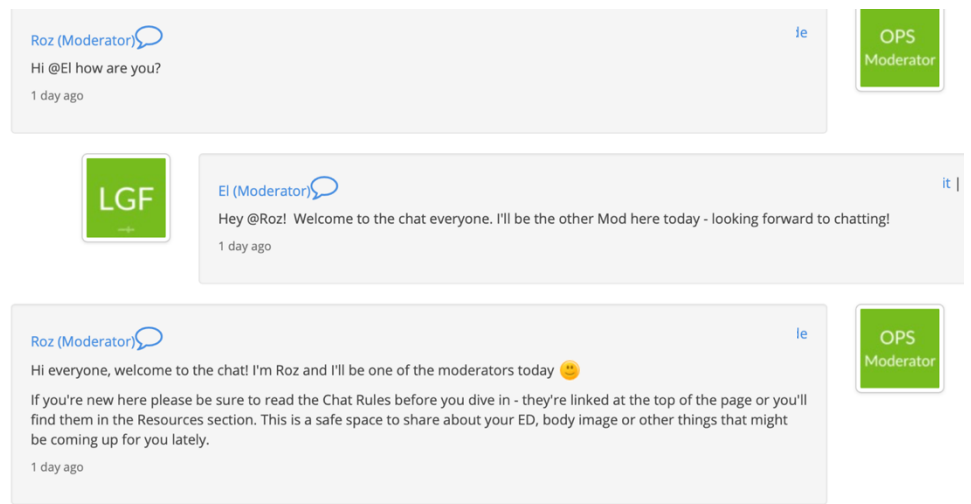 Roz (Moderator)
Hi @El how are you?
1 day ago
OPS
Moderator
LGF
El (Moderator)
it |
Hey @Roz!  Welcome to the chat everyone. I'll be the other Mod here today - looking forward to chatting!
1 day ago
Roz (Moderator)
le
Hi everyone, welcome to the chat! I'm Roz and I'll be one of the moderators today 🙂
If you're new here please be sure to read the Chat Rules before you dive in - they're linked at the top of the page or you'll
find them in the Resources section. This is a safe space to share about your ED, body image or other things that might
be coming up for you lately.
1 day ago
OPS
Moderator